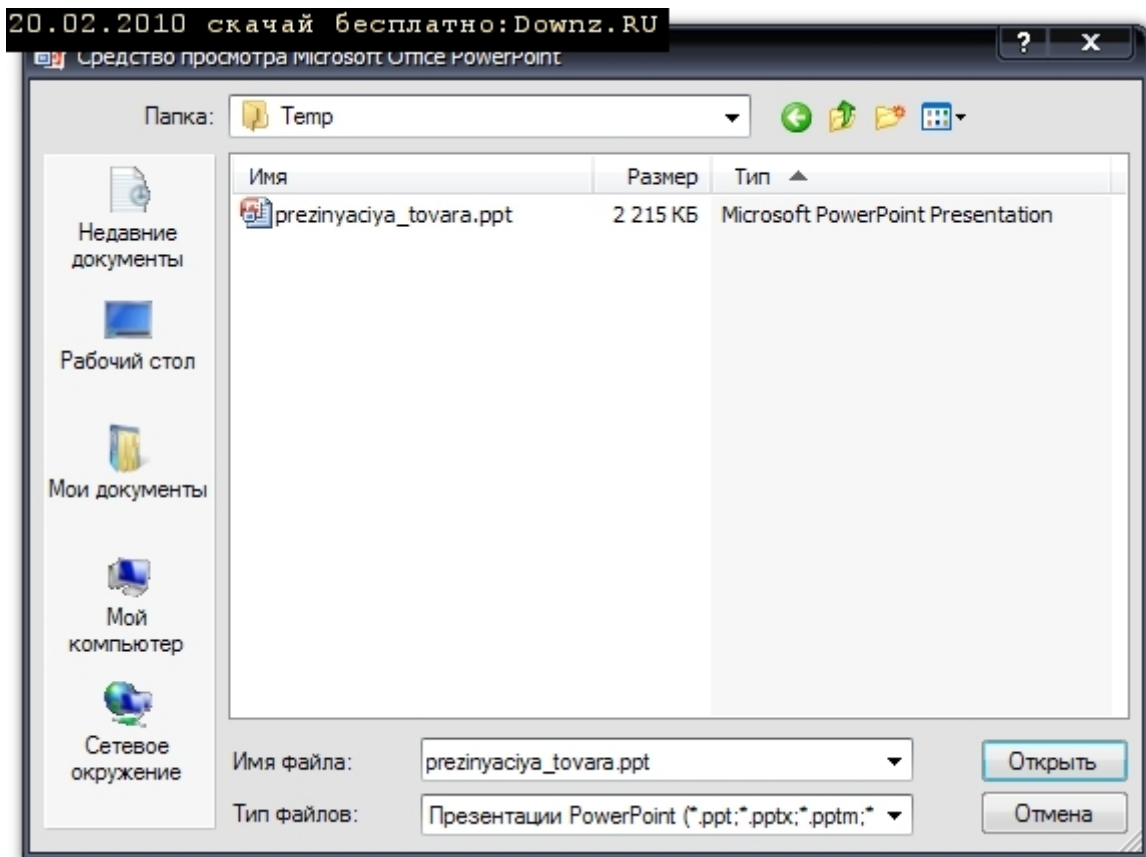 20.02.2010 скачай бесплатно:Downz.RU
Средство просмотра Microsoft Office PowerPoint
? X
Папка: Temp
Имя Размер Тип
prezinyaciya_tovara.ppt 2 215 КБ Microsoft PowerPoint Presentation
Недавние
документы
Рабочий стол
Мои документы
Мой
компьютер
Сетевое
окружение
Имя файла: prezinyaciya_tovara.ppt Открыть
Тип файлов: Презентации PowerPoint (*.ppt;*.pptx;*.pptm;* Отмена